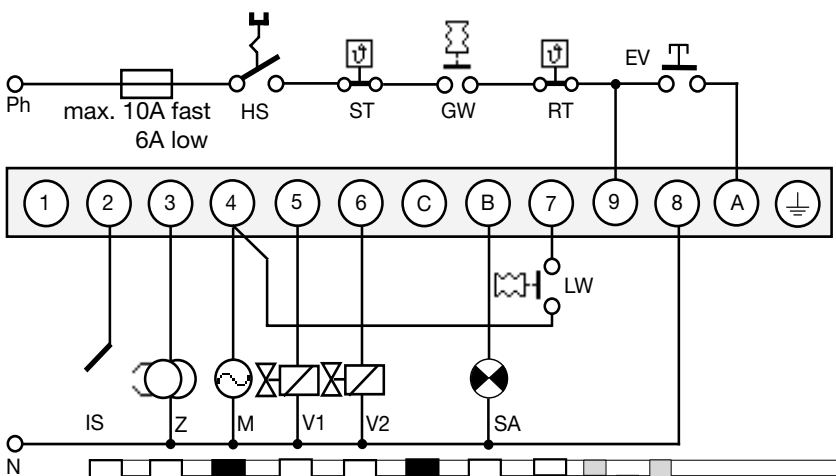 EV
Ph
max. 10A fast
6A low
HS
ϑ
ST
GW
ϑ
RT
1 2 3 4 5 6 C B 7 9 8 A
LW
IS
Z
M
V1
V2
SA
N